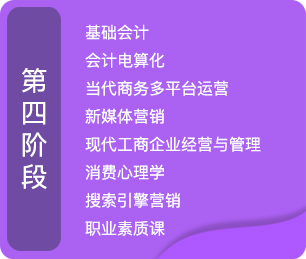 第四阶段
基础会计
会计电算化
当代商务多平台运营
新媒体营销
现代工商企业经营与管理
消费心理学
搜索引擎营销
职业素质课